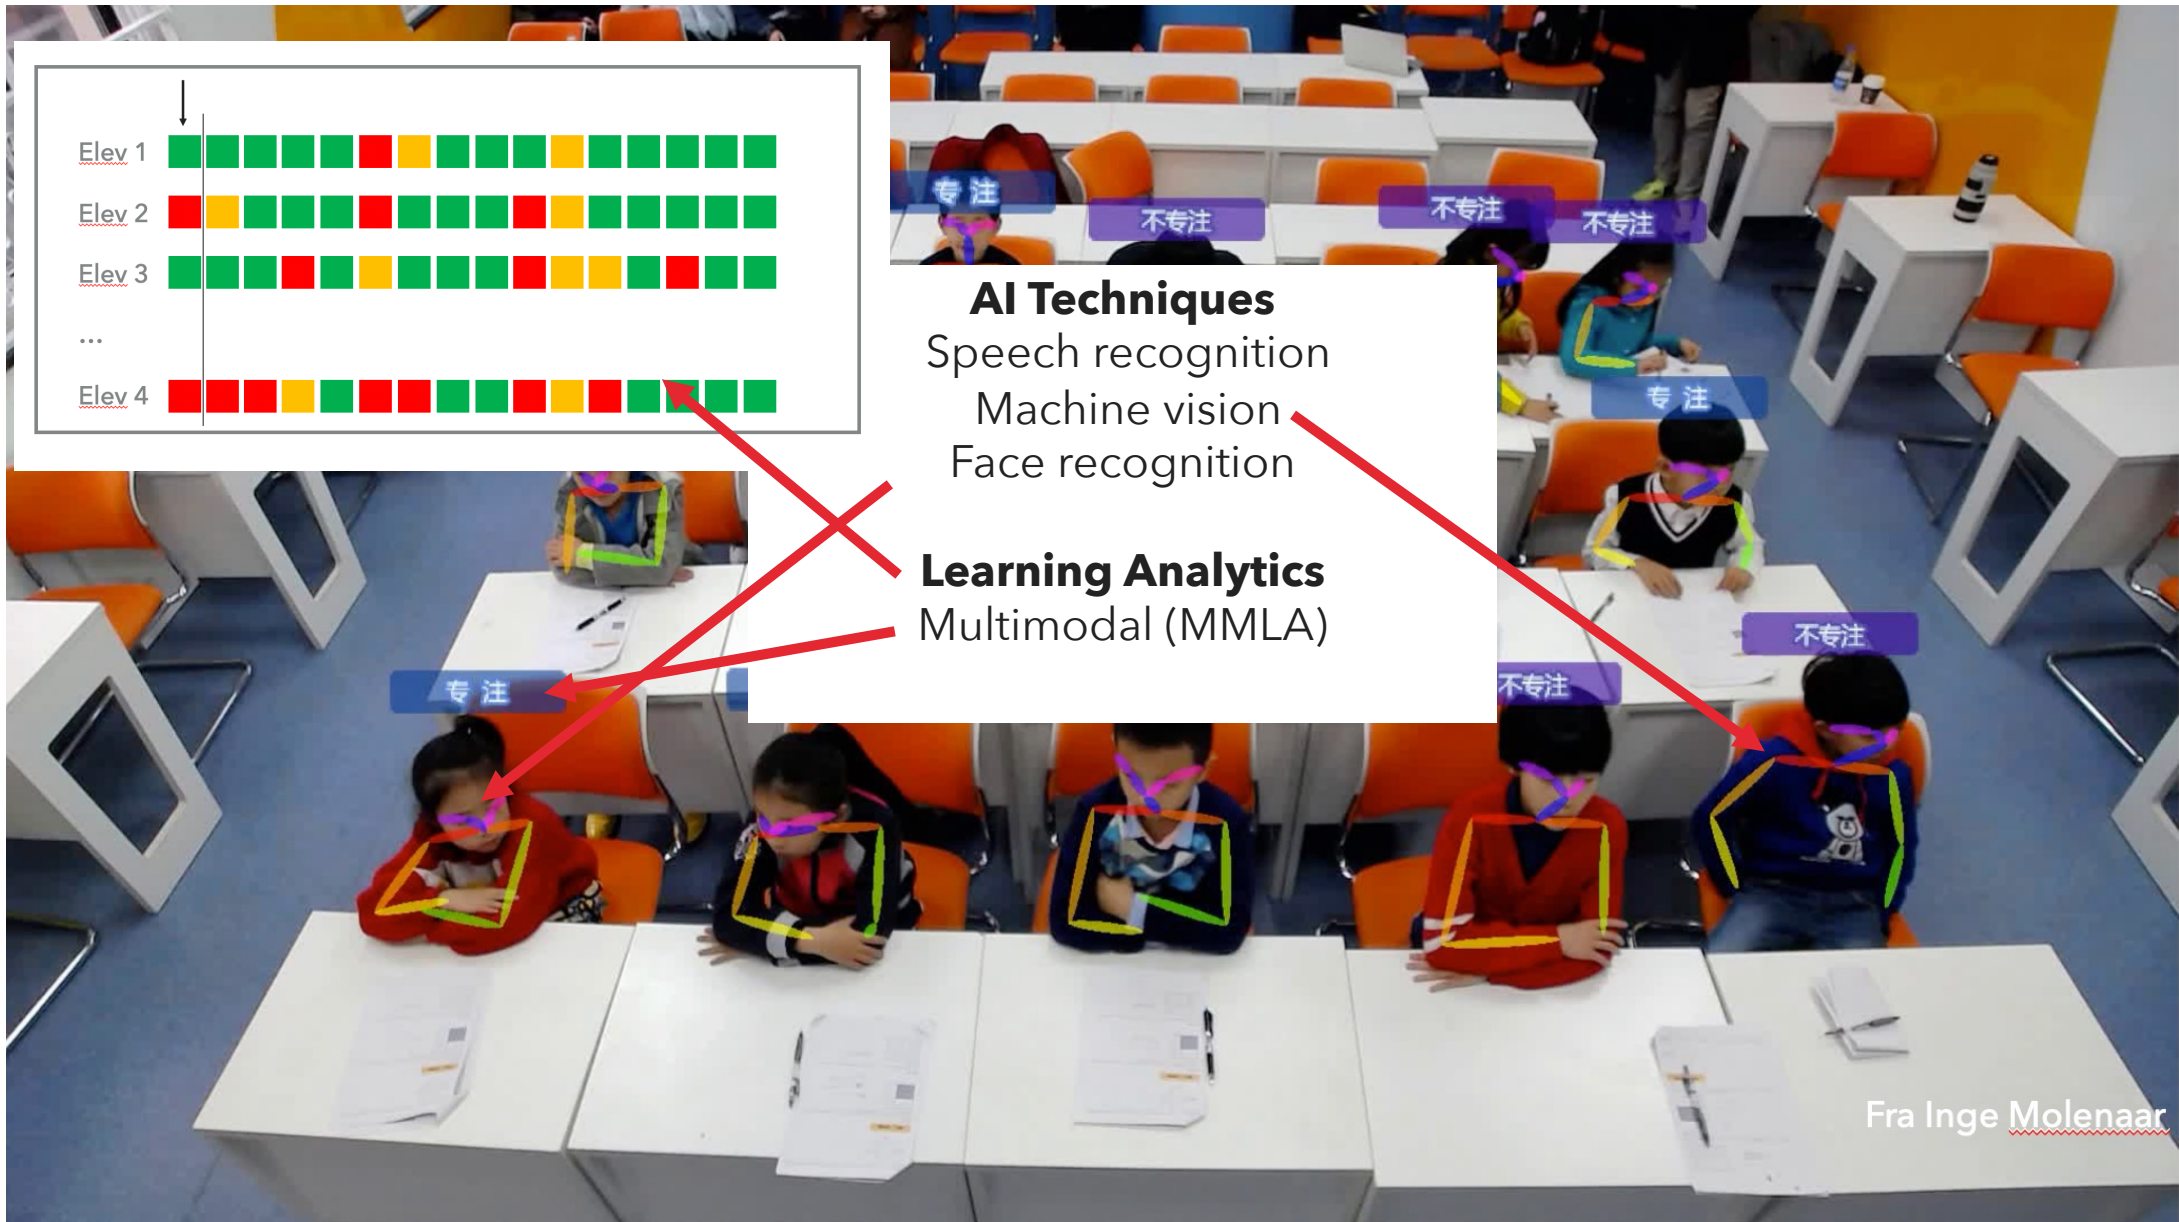 Elev 1
Elev 2
Elev 3
...
Elev 4
专 注
不专注
不专注
不专注
AI Techniques
Speech recognition
Machine vision
Face recognition
专 注
Learning Analytics
Multimodal (MMLA)
不专注
专 注
不专注
Fra Inge Molenaar